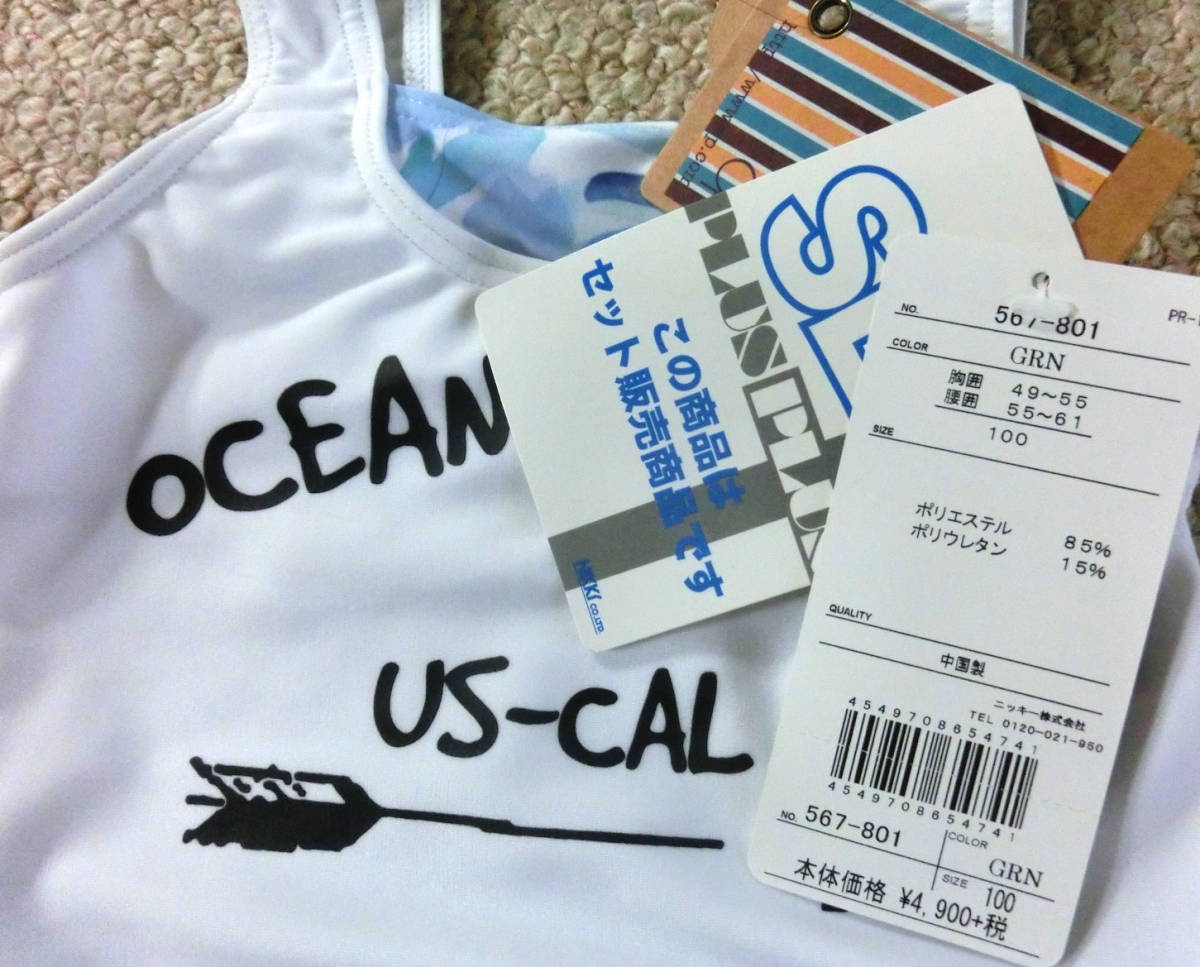 OCEAN
US-CAL
この商品は
セット販売商品です
NIKKI CO.,LTD.
NO. 567-801
COLOR GRN
胸囲 49~55
腰囲 55~61
SIZE 100
ポリエステル 85%
ポリウレタン 15%
QUALITY
中国製
ニッキー株式会社
TEL 0120-021-950
4549708654741
4549708654741
NO. 567-801
COLOR GRN
SIZE 100
本体価格 ¥4,900+税